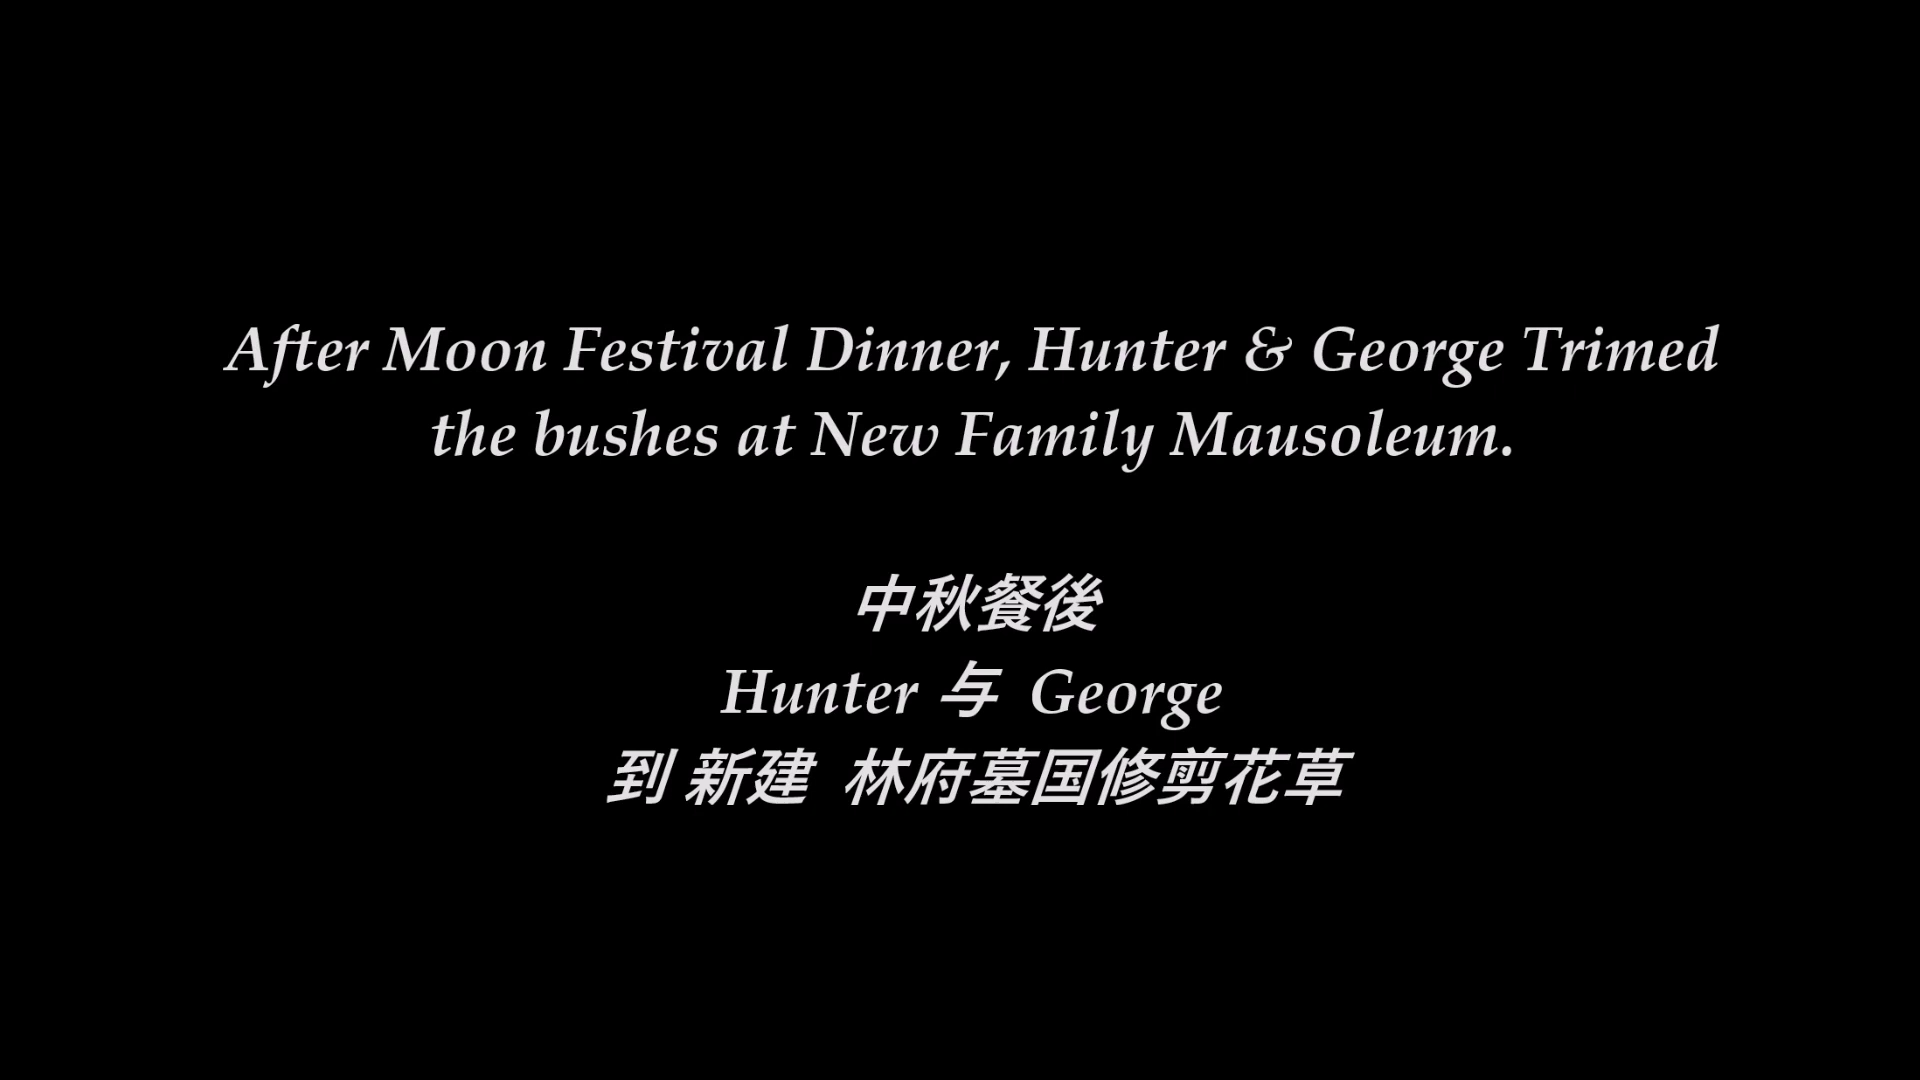 After Moon Festival Dinner, Hunter & George Trimed
the bushes at New Family Mausoleum.
中秋餐後
Hunter 与 George
到 新建 林府墓国修剪花草